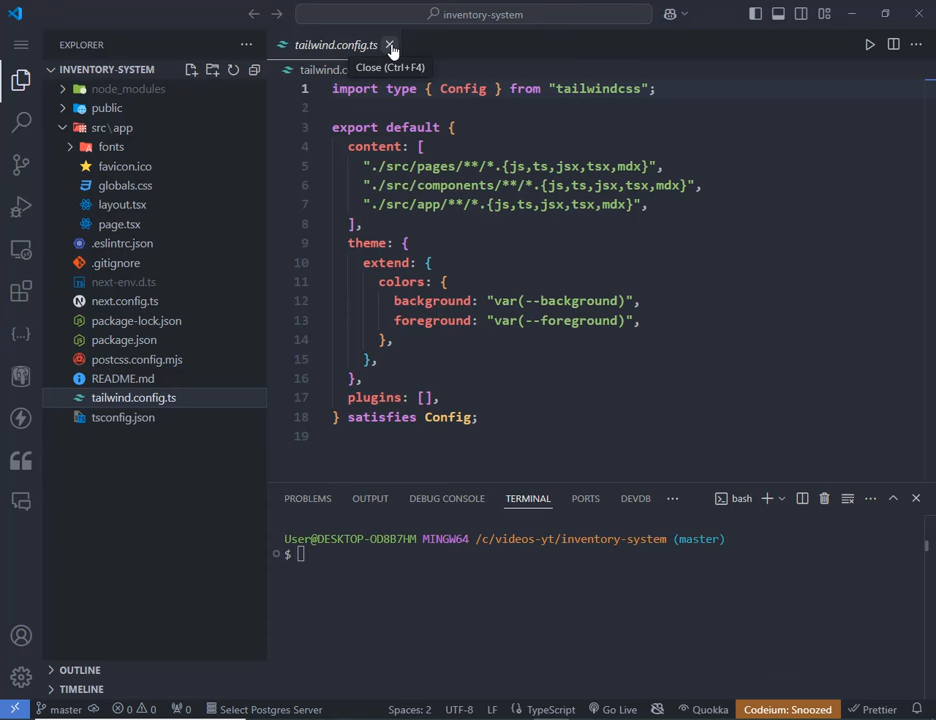 inventory-system
EXPLORER
tailwind.config.ts
INVENTORY-SYSTEM
tailwind.c
Close (Ctrl+F4)
node_modules
public
src\app
fonts
favicon.ico
globals.css
layout.tsx
page.tsx
.eslintrc.json
.gitignore
next-env.d.ts
next.config.ts
package-lock.json
package.json
postcss.config.mjs
README.md
tailwind.config.ts
tsconfig.json
1 import type { Config } from "tailwindcss";
2
3 export default {
4 content: [
5 "./src/pages/**/*.{js,ts,jsx,tsx,mdx}",
6 "./src/components/**/*.{js,ts,jsx,tsx,mdx}",
7 "./src/app/**/*.{js,ts,jsx,tsx,mdx}",
8 ],
9 theme: {
10 extend: {
11 colors: {
12 background: "var(--background)",
13 foreground: "var(--foreground)",
14 },
15 },
16 },
17 plugins: [],
18 } satisfies Config;
19
PROBLEMS OUTPUT DEBUG CONSOLE TERMINAL PORTS DEVDB bash
User@DESKTOP-OD8B7HM MINGW64 /c/videos-yt/inventory-system (master)
$
OUTLINE
TIMELINE
master 0 0 0 Select Postgres Server Spaces: 2 UTF-8 LF TypeScript Go Live Quokka Codeium: Snoozed Prettier